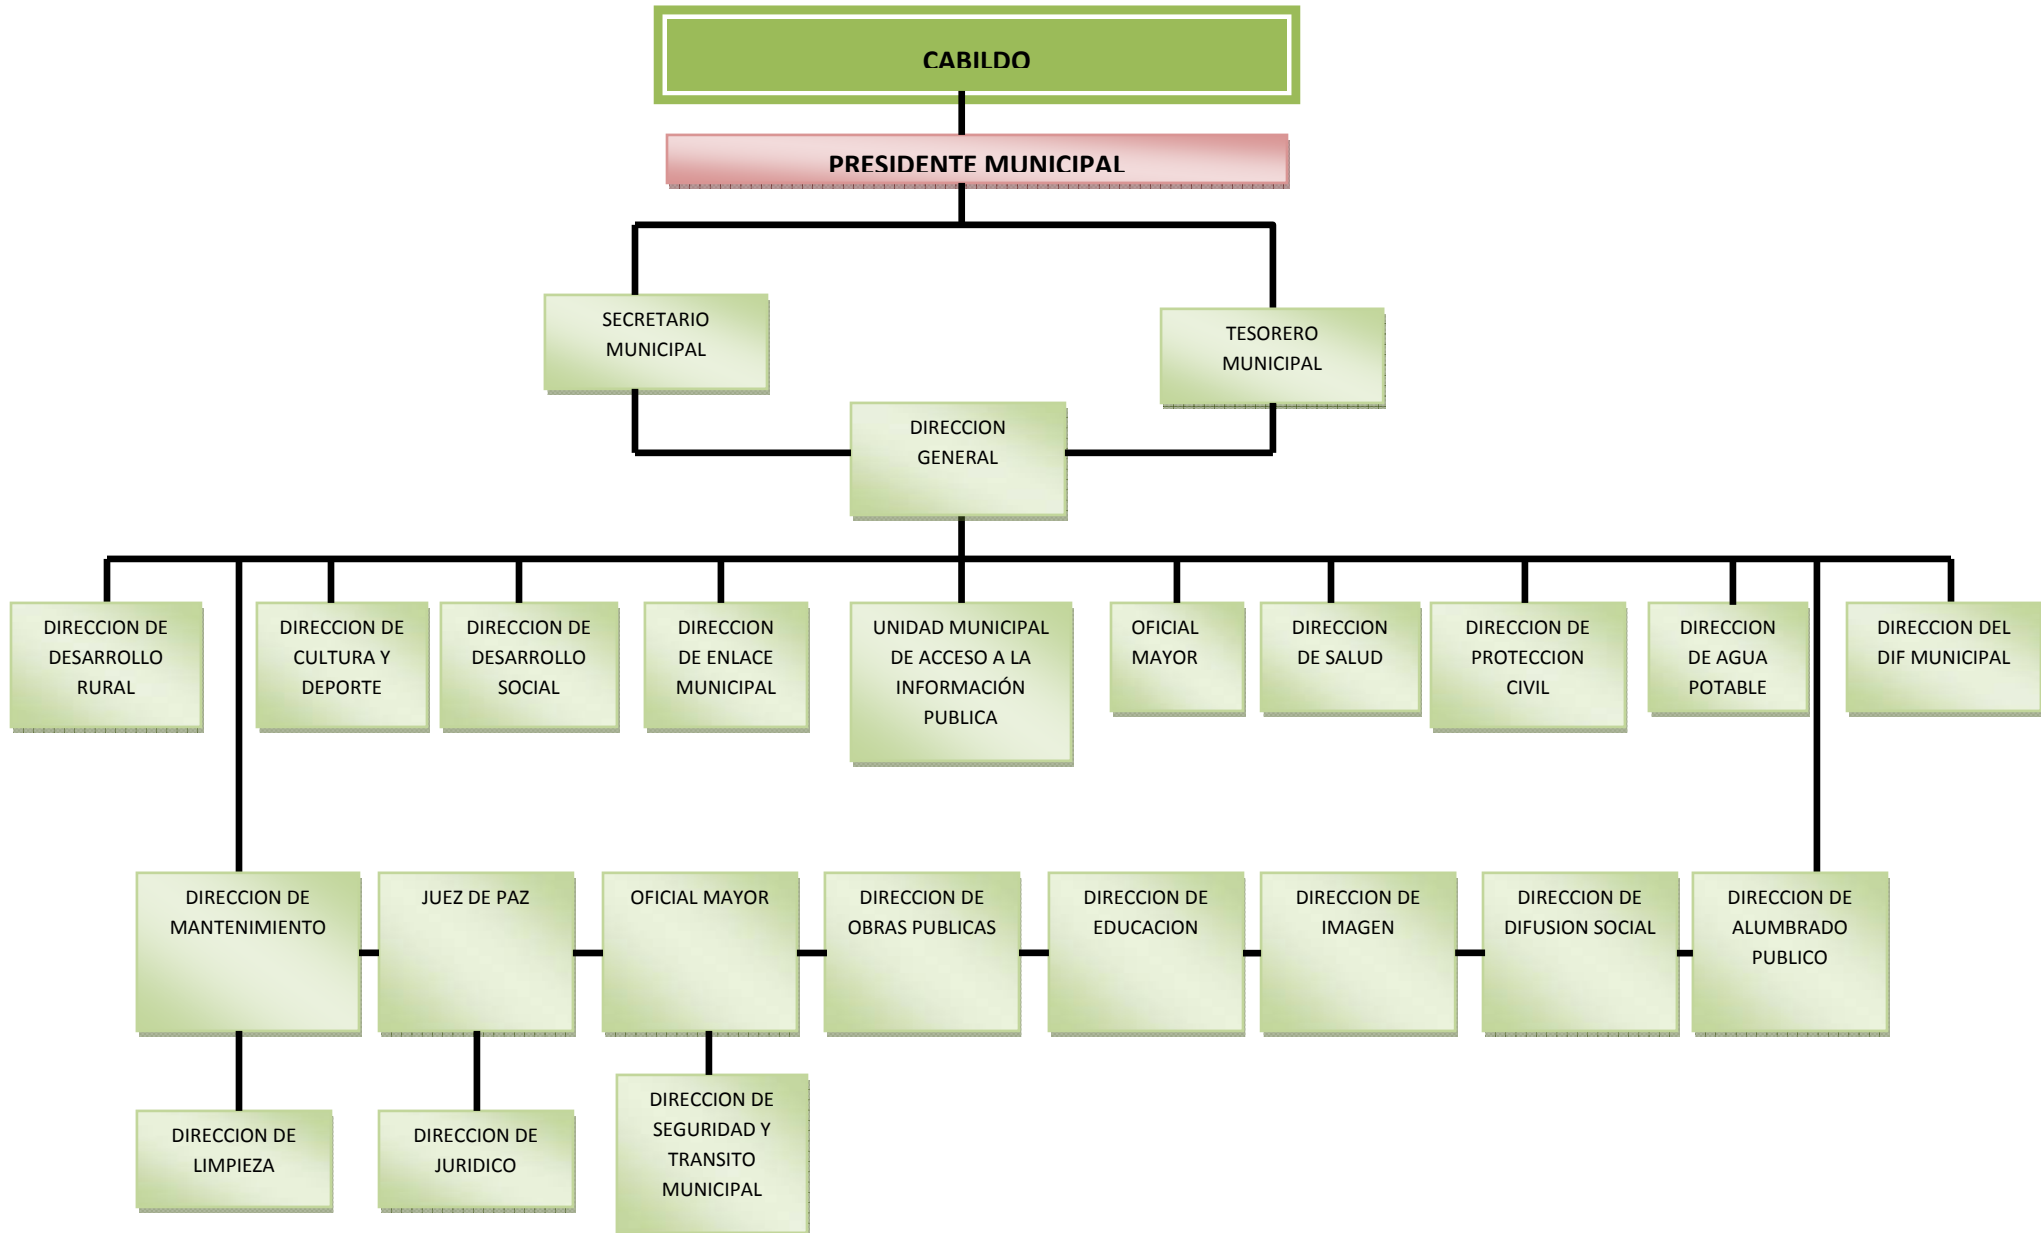 CABILDO
PRESIDENTE MUNICIPAL
SECRETARIO
MUNICIPAL
TESORERO
MUNICIPAL
DIRECCION
GENERAL
DIRECCION DE
DESARROLLO
RURAL
DIRECCION DE
CULTURA Y
DEPORTE
DIRECCION DE
DESARROLLO
SOCIAL
DIRECCION
DE ENLACE
MUNICIPAL
UNIDAD MUNICIPAL
DE ACCESO A LA
INFORMACIÓN
PUBLICA
OFICIAL
MAYOR
DIRECCION
DE SALUD
DIRECCION DE
PROTECCION
CIVIL
DIRECCION
DE AGUA
POTABLE
DIRECCION DEL
DIF MUNICIPAL
DIRECCION DE
MANTENIMIENTO
JUEZ DE PAZ
OFICIAL MAYOR
DIRECCION DE
OBRAS PUBLICAS
DIRECCION DE
EDUCACION
DIRECCION DE
IMAGEN
DIRECCION DE
DIFUSION SOCIAL
DIRECCION DE
ALUMBRADO
PUBLICO
DIRECCION DE
LIMPIEZA
DIRECCION DE
JURIDICO
DIRECCION DE
SEGURIDAD Y
TRANSITO
MUNICIPAL